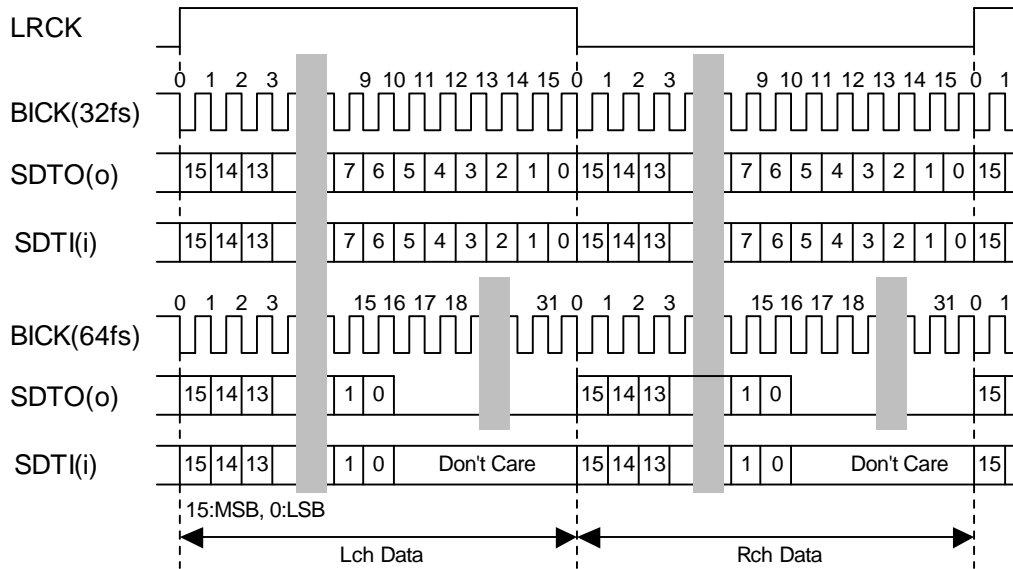 LRCK
0 1 2 3 9 10 11 12 13 14 15 0 1 2 3 9 10 11 12 13 14 15 0 1
BICK(32fs)
SDTO(o) 15 14 13 7 6 5 4 3 2 1 0 15 14 13 7 6 5 4 3 2 1 0 15
SDTI(i) 15 14 13 7 6 5 4 3 2 1 0 15 14 13 7 6 5 4 3 2 1 0 15
0 1 2 3 15 16 17 18 31 0 1 2 3 15 16 17 18 31 0 1
BICK(64fs)
SDTO(o) 15 14 13 1 0 15 14 13 1 0 15
SDTI(i) 15 14 13 1 0 Don't Care 15 14 13 1 0 Don't Care 15
15:MSB, 0:LSB
Lch Data Rch Data